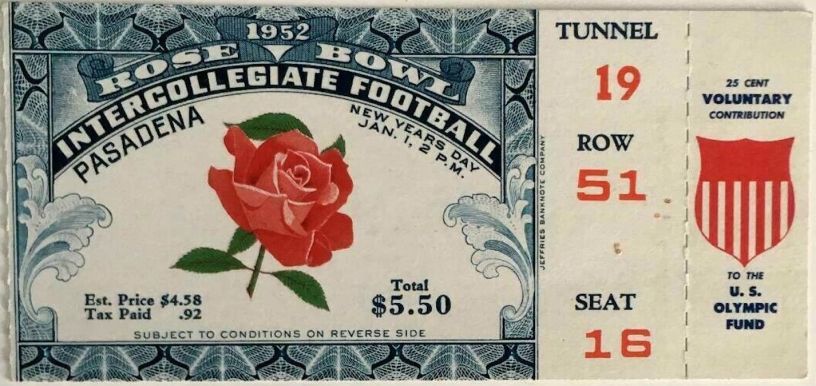 1952
ROSE BOWL
INTERCOLLEGIATE FOOTBALL
PASADENA
NEW YEARS DAY
JAN. 1, 2 P.M.
Est. Price $4.58
Tax Paid .92
Total
$5.50
SUBJECT TO CONDITIONS ON REVERSE SIDE
JEFFRIES BANKNOTE COMPANY
TUNNEL
19
ROW
51
SEAT
16
25 CENT
VOLUNTARY
CONTRIBUTION
TO THE
U. S.
OLYMPIC
FUND